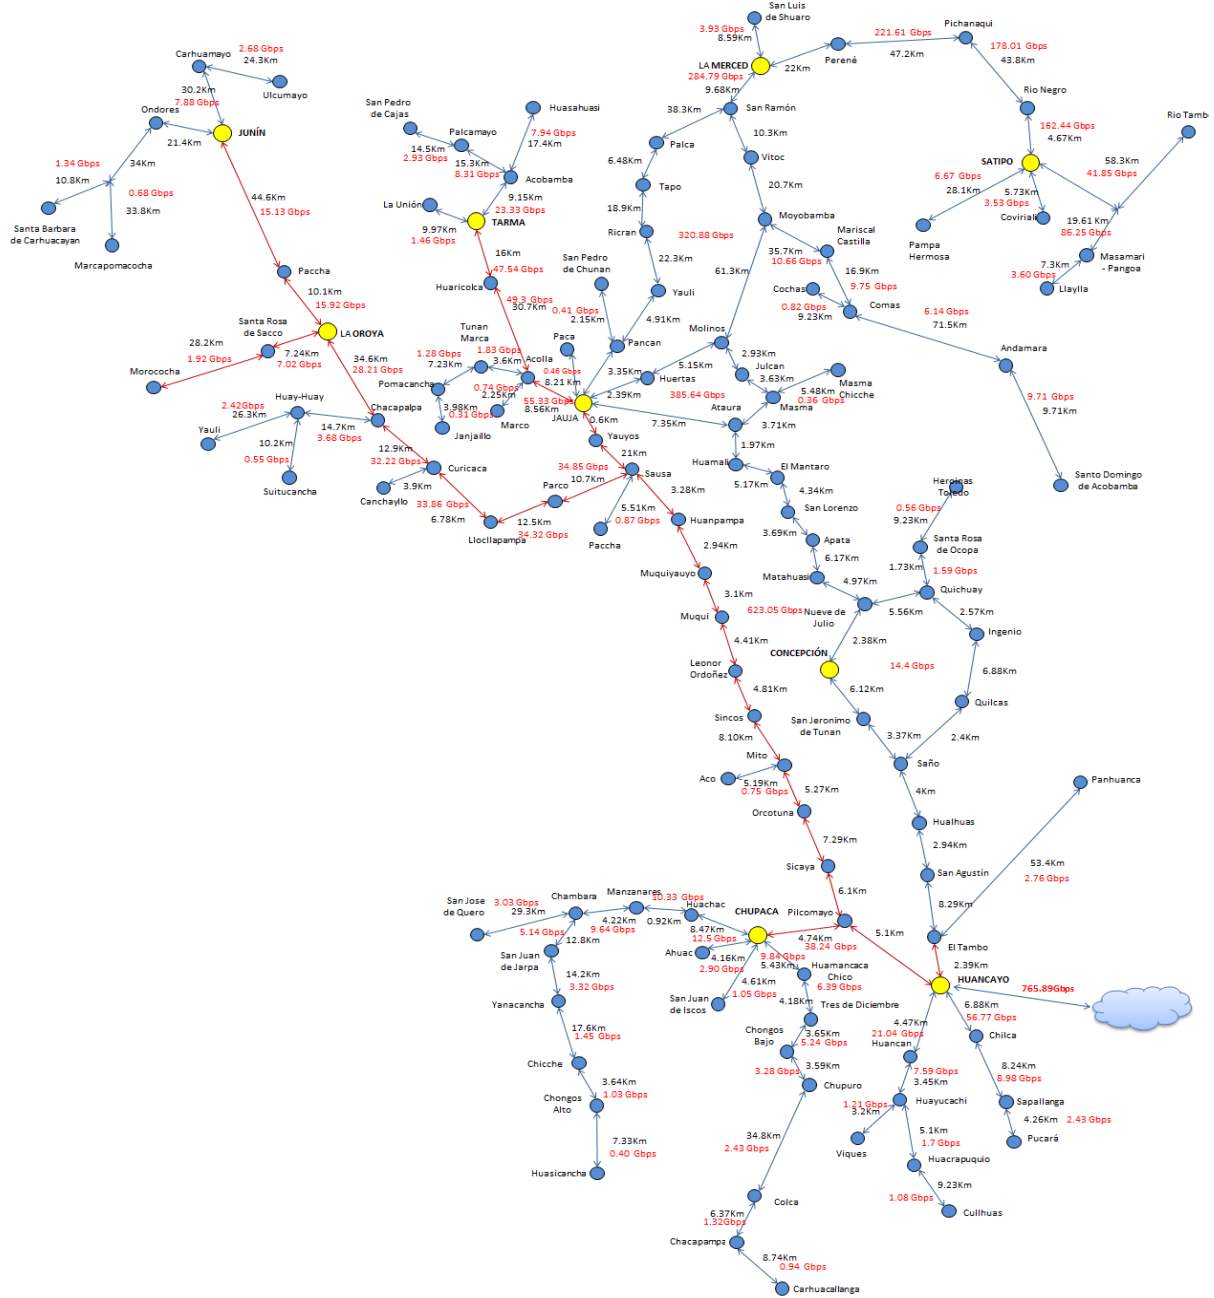 San Luis
de Shuaro
3.93 Gbps
8.59Km
221.61 Gbps
Pichanaqui
178.01 Gbps
43.8Km
47.2Km
Perené
22Km
LA MERCED
284.79 Gbps
9.68Km
2.68 Gbps
Carhuamayo
24.3Km
Ulcumayo
30.2Km
7.88 Gbps
Ondores
JUNÍN
21.4Km
34Km
1.34 Gbps
10.8Km
0.68 Gbps
33.8Km
Santa Barbara
de Carhuacayan
Marcapomacocha
44.6Km
15.13 Gbps
Paccha
10.1Km
15.92 Gbps
San Pedro
de Cajas
Palcamayo
Huasahuasi
7.94 Gbps
17.4Km
14.5Km
2.93 Gbps
15.3Km
8.31 Gbps
Acobamba
9.15Km
23.33 Gbps
La Unión
TARMA
9.97Km
1.46 Gbps
16Km
47.54 Gbps
Huaricolca
49.3 Gbps
30.7Km
38.3Km
San Ramón
10.3Km
Palca
Vitoc
6.48Km
Tapo
20.7Km
18.9Km
Moyobamba
Ricran
320.88 Gbps
22.3Km
61.3Km
Yauli
4.91Km
San Pedro
de Chunan
0.41 Gbps
2.15Km
Pancan
Rio Negro
162.44 Gbps
4.67Km
SATIPO
Rio Tamb
58.3Km
41.85 Gbps
6.67 Gbps
28.1Km
5.73Km
3.53 Gbps
Coviriali
19.61 Km
86.25 Gbps
Pampa
Hermosa
7.3Km
3.60 Gbps
Masamari
- Pangoa
Llaylla
Mariscal
Castilla
35.7Km
10.66 Gbps
16.9Km
9.75 Gbps
Cochas
0.82 Gbps
9.23Km
Comas
6.14 Gbps
71.5Km
Andamara
9.71 Gbps
9.71Km
Santo Domingo
de Acobamba
Santa Rosa
de Sacco
LA OROYA
28.2Km
1.92 Gbps
7.24Km
7.02 Gbps
Morococha
34.6Km
28.21 Gbps
Tunan
Marca
1.28 Gbps
7.23Km
1.83 Gbps
3.6Km
Acolla
Paca
0.46 Gbps
8.21 Km
3.35Km
2.39Km
Pomacancha
0.74 Gbps
2.25Km
3.98Km
0.31 Gbps
Janjaillo
Marco
8.56Km
55.33 Gbps
JAUJA
0.6Km
Yauyos
Molinos
2.93Km
5.15Km
Julcan
Huertas
385.64 Gbps
3.63Km
5.48Km
0.36 Gbps
Masma
Chicche
Masma
Ataura
3.71Km
7.35Km
1.97Km
Huamali
5.17Km
El Mantaro
4.34Km
San Lorenzo
3.69Km
Apata
6.17Km
Matahuasi
4.97Km
Huay-Huay
2.42Gbps
26.3Km
Yauli
14.7Km
3.68 Gbps
Chacapalpa
10.2Km
0.55 Gbps
Suitucancha
12.9Km
32.22 Gbps
Curicaca
3.9Km
Canchayllo
33.86 Gbps
6.78Km
Llocllapampa
12.5Km
34.32 Gbps
Parco
10.7Km
34.85 Gbps
21Km
Sausa
5.51Km
0.87 Gbps
Paccha
3.28Km
Huanpampa
2.94Km
Muquiyauyo
3.1Km
Muqui
4.41Km
Leonor
Ordoñez
4.81Km
Sincos
8.10Km
Mito
Aco
5.19Km
0.75 Gbps
5.27Km
Orcotuna
7.29Km
Sicaya
6.1Km
Pilcomayo
5.1Km
623.05 Gbps
Nueve de
Julio
5.56Km
2.38Km
Heroinas
Toledo
0.56 Gbps
9.23Km
Santa Rosa
de Ocopa
1.73Km
1.59 Gbps
Quichuay
2.57Km
Ingenio
6.88Km
Quilcas
2.4Km
CONCEPCIÓN
14.4 Gbps
6.12Km
San Jeronimo
de Tunan
3.37Km
Saño
4Km
Hualhuas
2.94Km
San Agustín
8.29Km
Panhuanca
53.4Km
2.76 Gbps
El Tambo
2.39Km
HUANCAYO
765.89Gbps
San Jose
de Quero
3.03 Gbps
29.3Km
Chambara
Manzanares
10.33 Gbps
Huachac
4.22Km
9.64 Gbps
0.92Km
8.47Km
12.5 Gbps
CHUPACA
4.74Km
38.24 Gbps
5.14 Gbps
12.8Km
San Juan
de Jarpa
14.2Km
3.32 Gbps
Yanacancha
17.6Km
1.45 Gbps
Chicche
3.64Km
1.03 Gbps
Chongos
Alto
7.33Km
0.40 Gbps
Huasicancha
Ahuac
4.16Km
2.90 Gbps
4.61Km
1.05 Gbps
San Juan
de Iscos
9.84 Gbps
5.43Km
Huamancaca
Chico
6.39 Gbps
4.18Km
Tres de Diciembre
3.65Km
5.24 Gbps
Chongos
Bajo
3.28 Gbps
3.59Km
Chupuro
34.8Km
2.43 Gbps
Colca
6.37Km
1.32Gbps
Chacapampa
8.74Km
0.94 Gbps
Carhuacallanga
4.47Km
21.04 Gbps
Huancan
7.59 Gbps
3.45Km
Huayucachi
1.21 Gbps
3.2Km
Viques
5.1Km
1.7 Gbps
Huacrapuquio
9.23Km
1.08 Gbps
Cullhuas
6.88Km
56.77 Gbps
Chilca
8.24Km
8.98 Gbps
Sapallanga
4.26Km
2.43 Gbps
Pucará